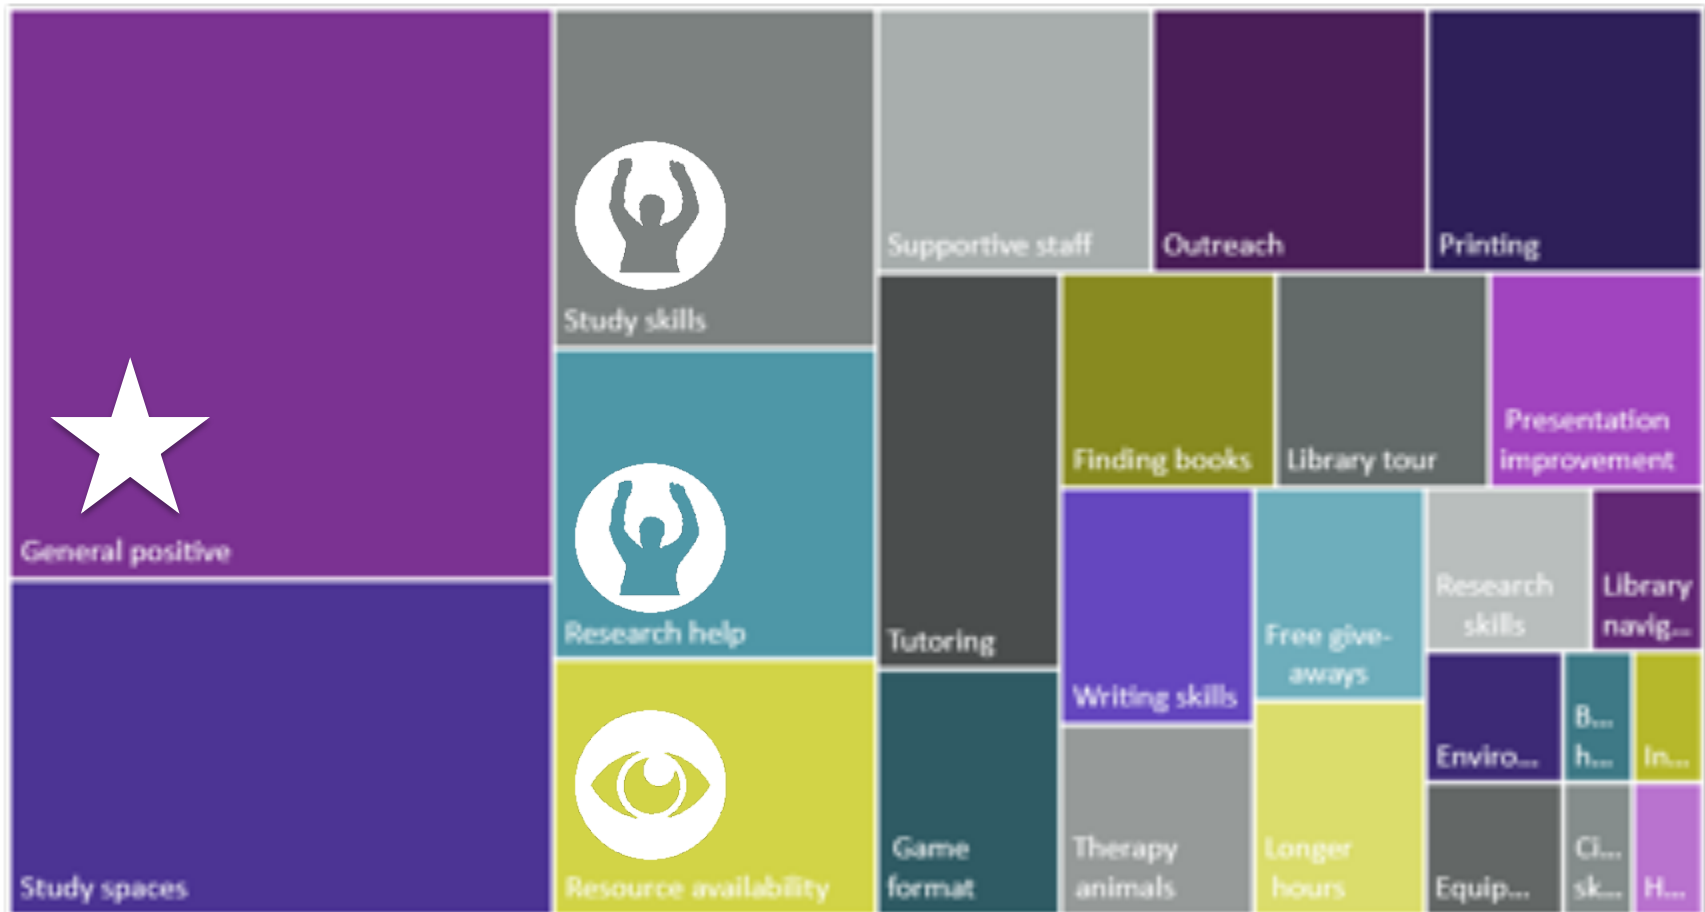 General positive
Study spaces
Study skills
Research help
Resource availability
Supportive staff
Outreach
Printing
Tutoring
Game
format
Finding books
Library tour
Presentation
improvement
Writing skills
Therapy
animals
Free give-
aways
Longer
hours
Research
skills
Library
navig...
Enviro...
B...
h...
In...
Equip...
Ci...
sk...
H...